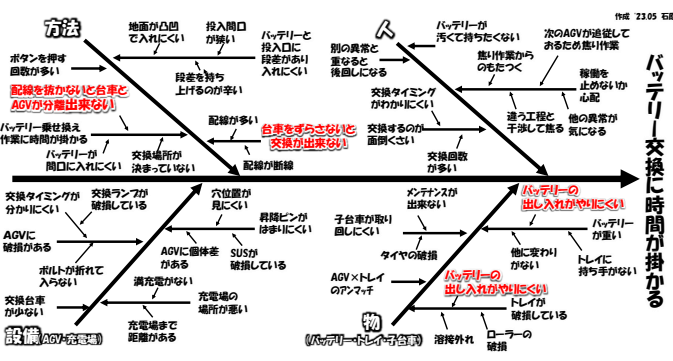 作成 '23.05 石田
バッテリー交換に時間が掛かる
方法
地面が凸凹
で入れにくい
投入間口
が狭い
バッテリーと
投入口に
段差があり
入れにくい
ボタンを押す
回数が多い
段差を持ち
上げるのが辛い
配線を抜かないと台車と
AGVが分離出来ない
バッテリー乗せ換え
作業に時間が掛かる
バッテリーが
間口に入れにくい
交換場所が
決まっていない
配線が多い
台車をずらさないと
交換が出来ない
配線が断線
人
バッテリーが
汚くて持ちたくない
別の異常と
重なると
後回しになる
焦り作業から
のもたつく
次のAGVが追従して
おるため焦り作業
稼働を
止めないか
心配
交換タイミング
がわかりにくい
違う工程と
干渉して焦る
他の異常が
気になる
交換するのが
面倒くさい
交換回数
が多い
交換タイミングが
分かりにくい
交換ランプが
破損している
穴位置が
見にくい
昇降ピンが
はまりにくい
AGVに
破損がある
AGVに個体差
がある
SUSが
破損している
ボルトが折れて
入らない
満充電がない
交換台車
が少ない
充電場の
場所が悪い
充電場まで
距離がある
設備(AGV・充電場)
メンテナンスが
出来ない
バッテリーの
出し入れがやりにくい
子台車が取り
回しにくい
バッテリー
が重い
タイヤの破損
他に変わり
がない
トレイに
持ち手がない
AGV×トレイ
のアンマッチ
バッテリーの
出し入れがやりにくい
トレイが
破損している
溶接外れ
ローラーの
破損
物
(バッテリー・トレイ・子台車)